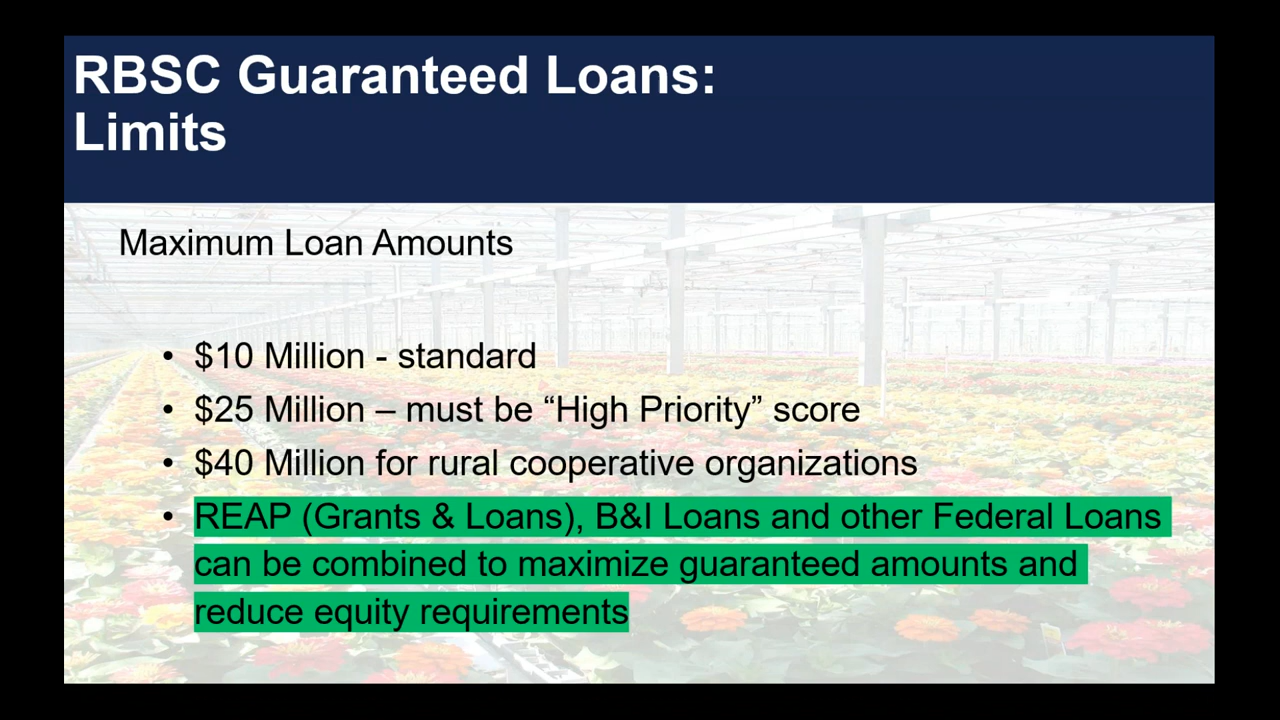 RBSC Guaranteed Loans:
Limits
Maximum Loan Amounts
• $10 Million - standard
• $25 Million – must be “High Priority” score
• $40 Million for rural cooperative organizations
• REAP (Grants & Loans), B&I Loans and other Federal Loans
can be combined to maximize guaranteed amounts and
reduce equity requirements